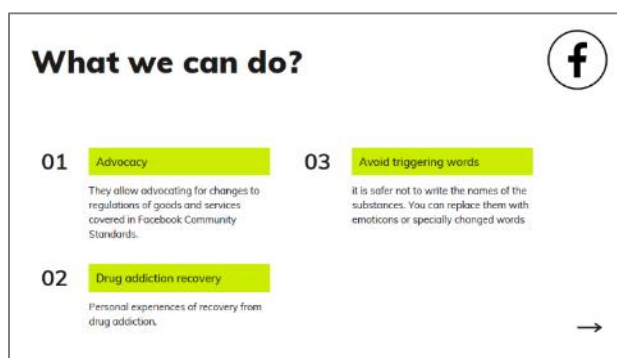 What we can do?
01
Advocacy
They allow advocating for changes to
regulations of goods and services
covered in Facebook Community
Standards.
02
Drug addiction recovery
Personal experiences of recovery from
drug addiction.
03
Avoid triggering words
it is safer not to write the names of the
substances. You can replace them with
emoticons or specially changed words